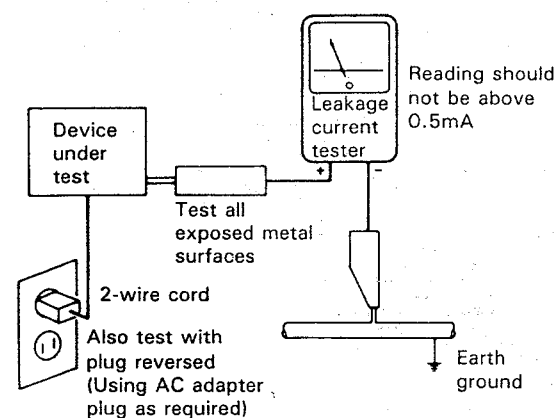 Reading should
not be above
0.5mA
Leakage
current
tester
+ −
Device
under
test
Test all
exposed metal
surfaces
2-wire cord
Also test with
plug reversed
(Using AC adapter
plug as required)
Earth
ground